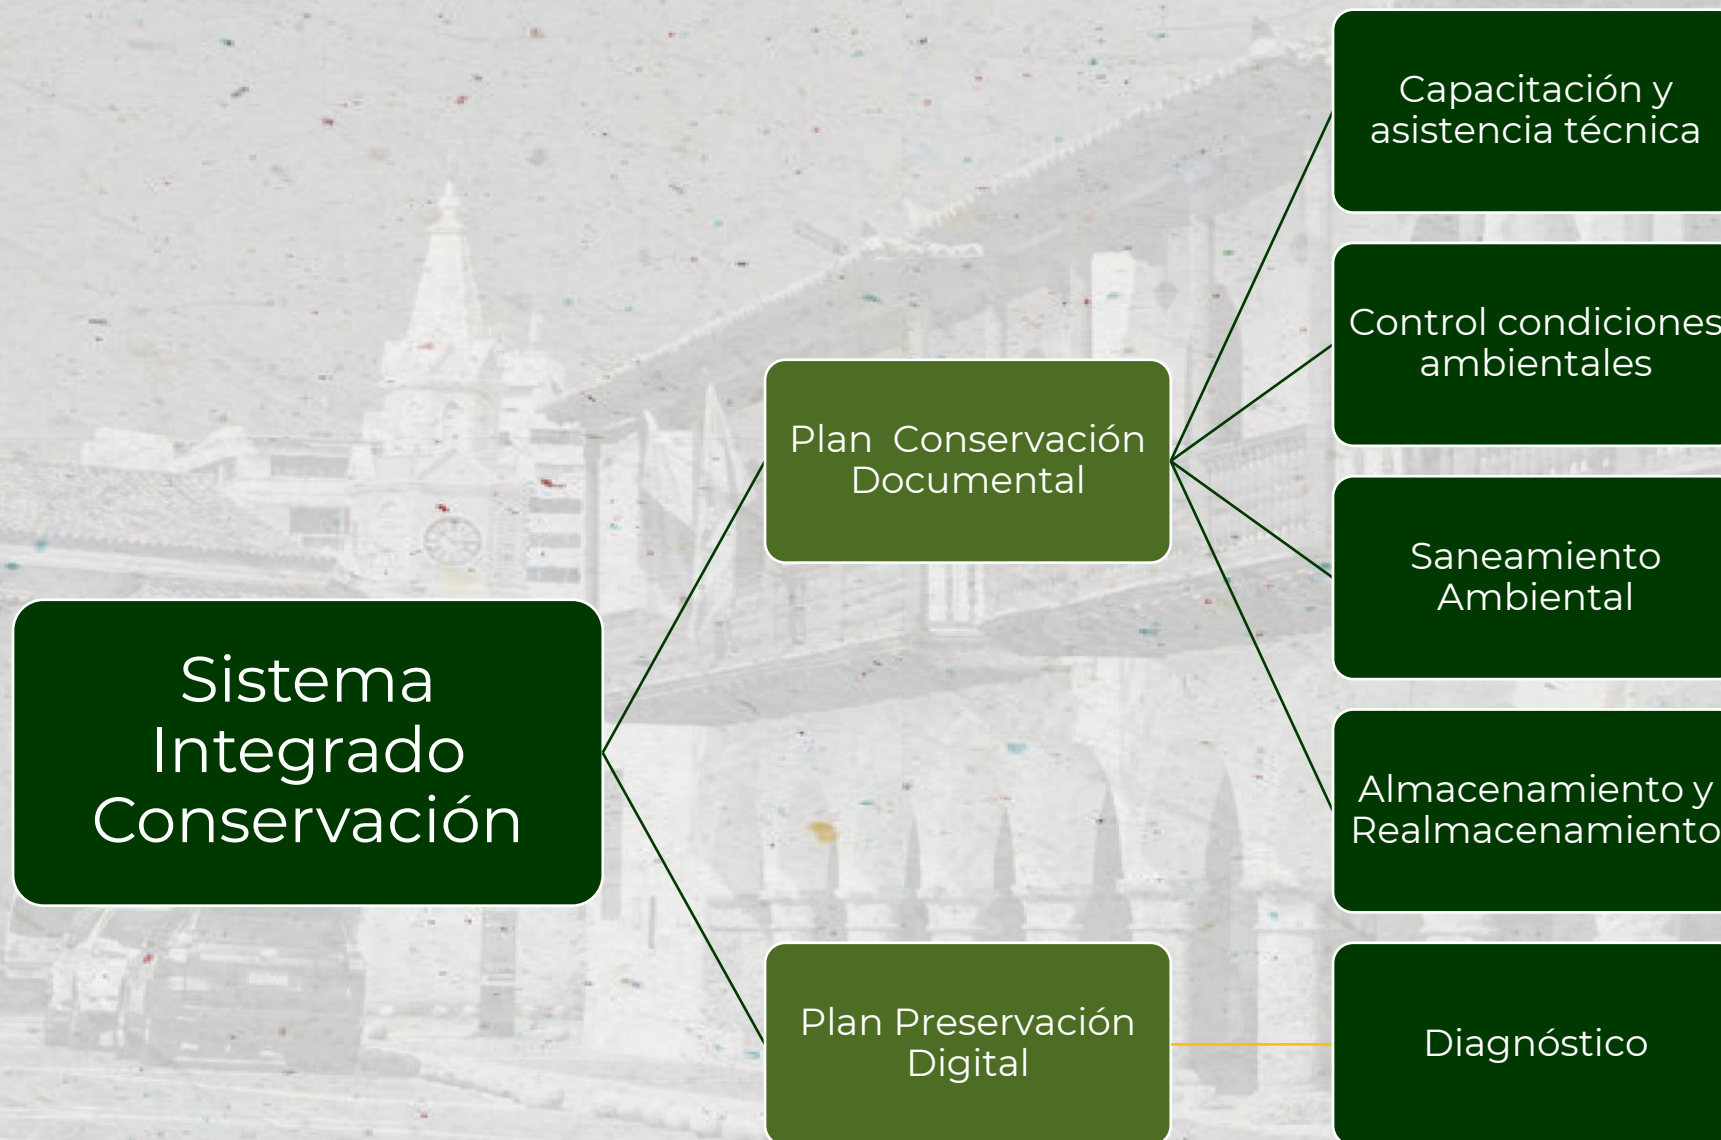 Sistema
Integrado
Conservación
Plan  Conservación
Documental
Capacitación y
asistencia técnica
Control condiciones
ambientales
Saneamiento
Ambiental
Almacenamiento y
Realmacenamiento
Plan Preservación
Digital
Diagnóstico